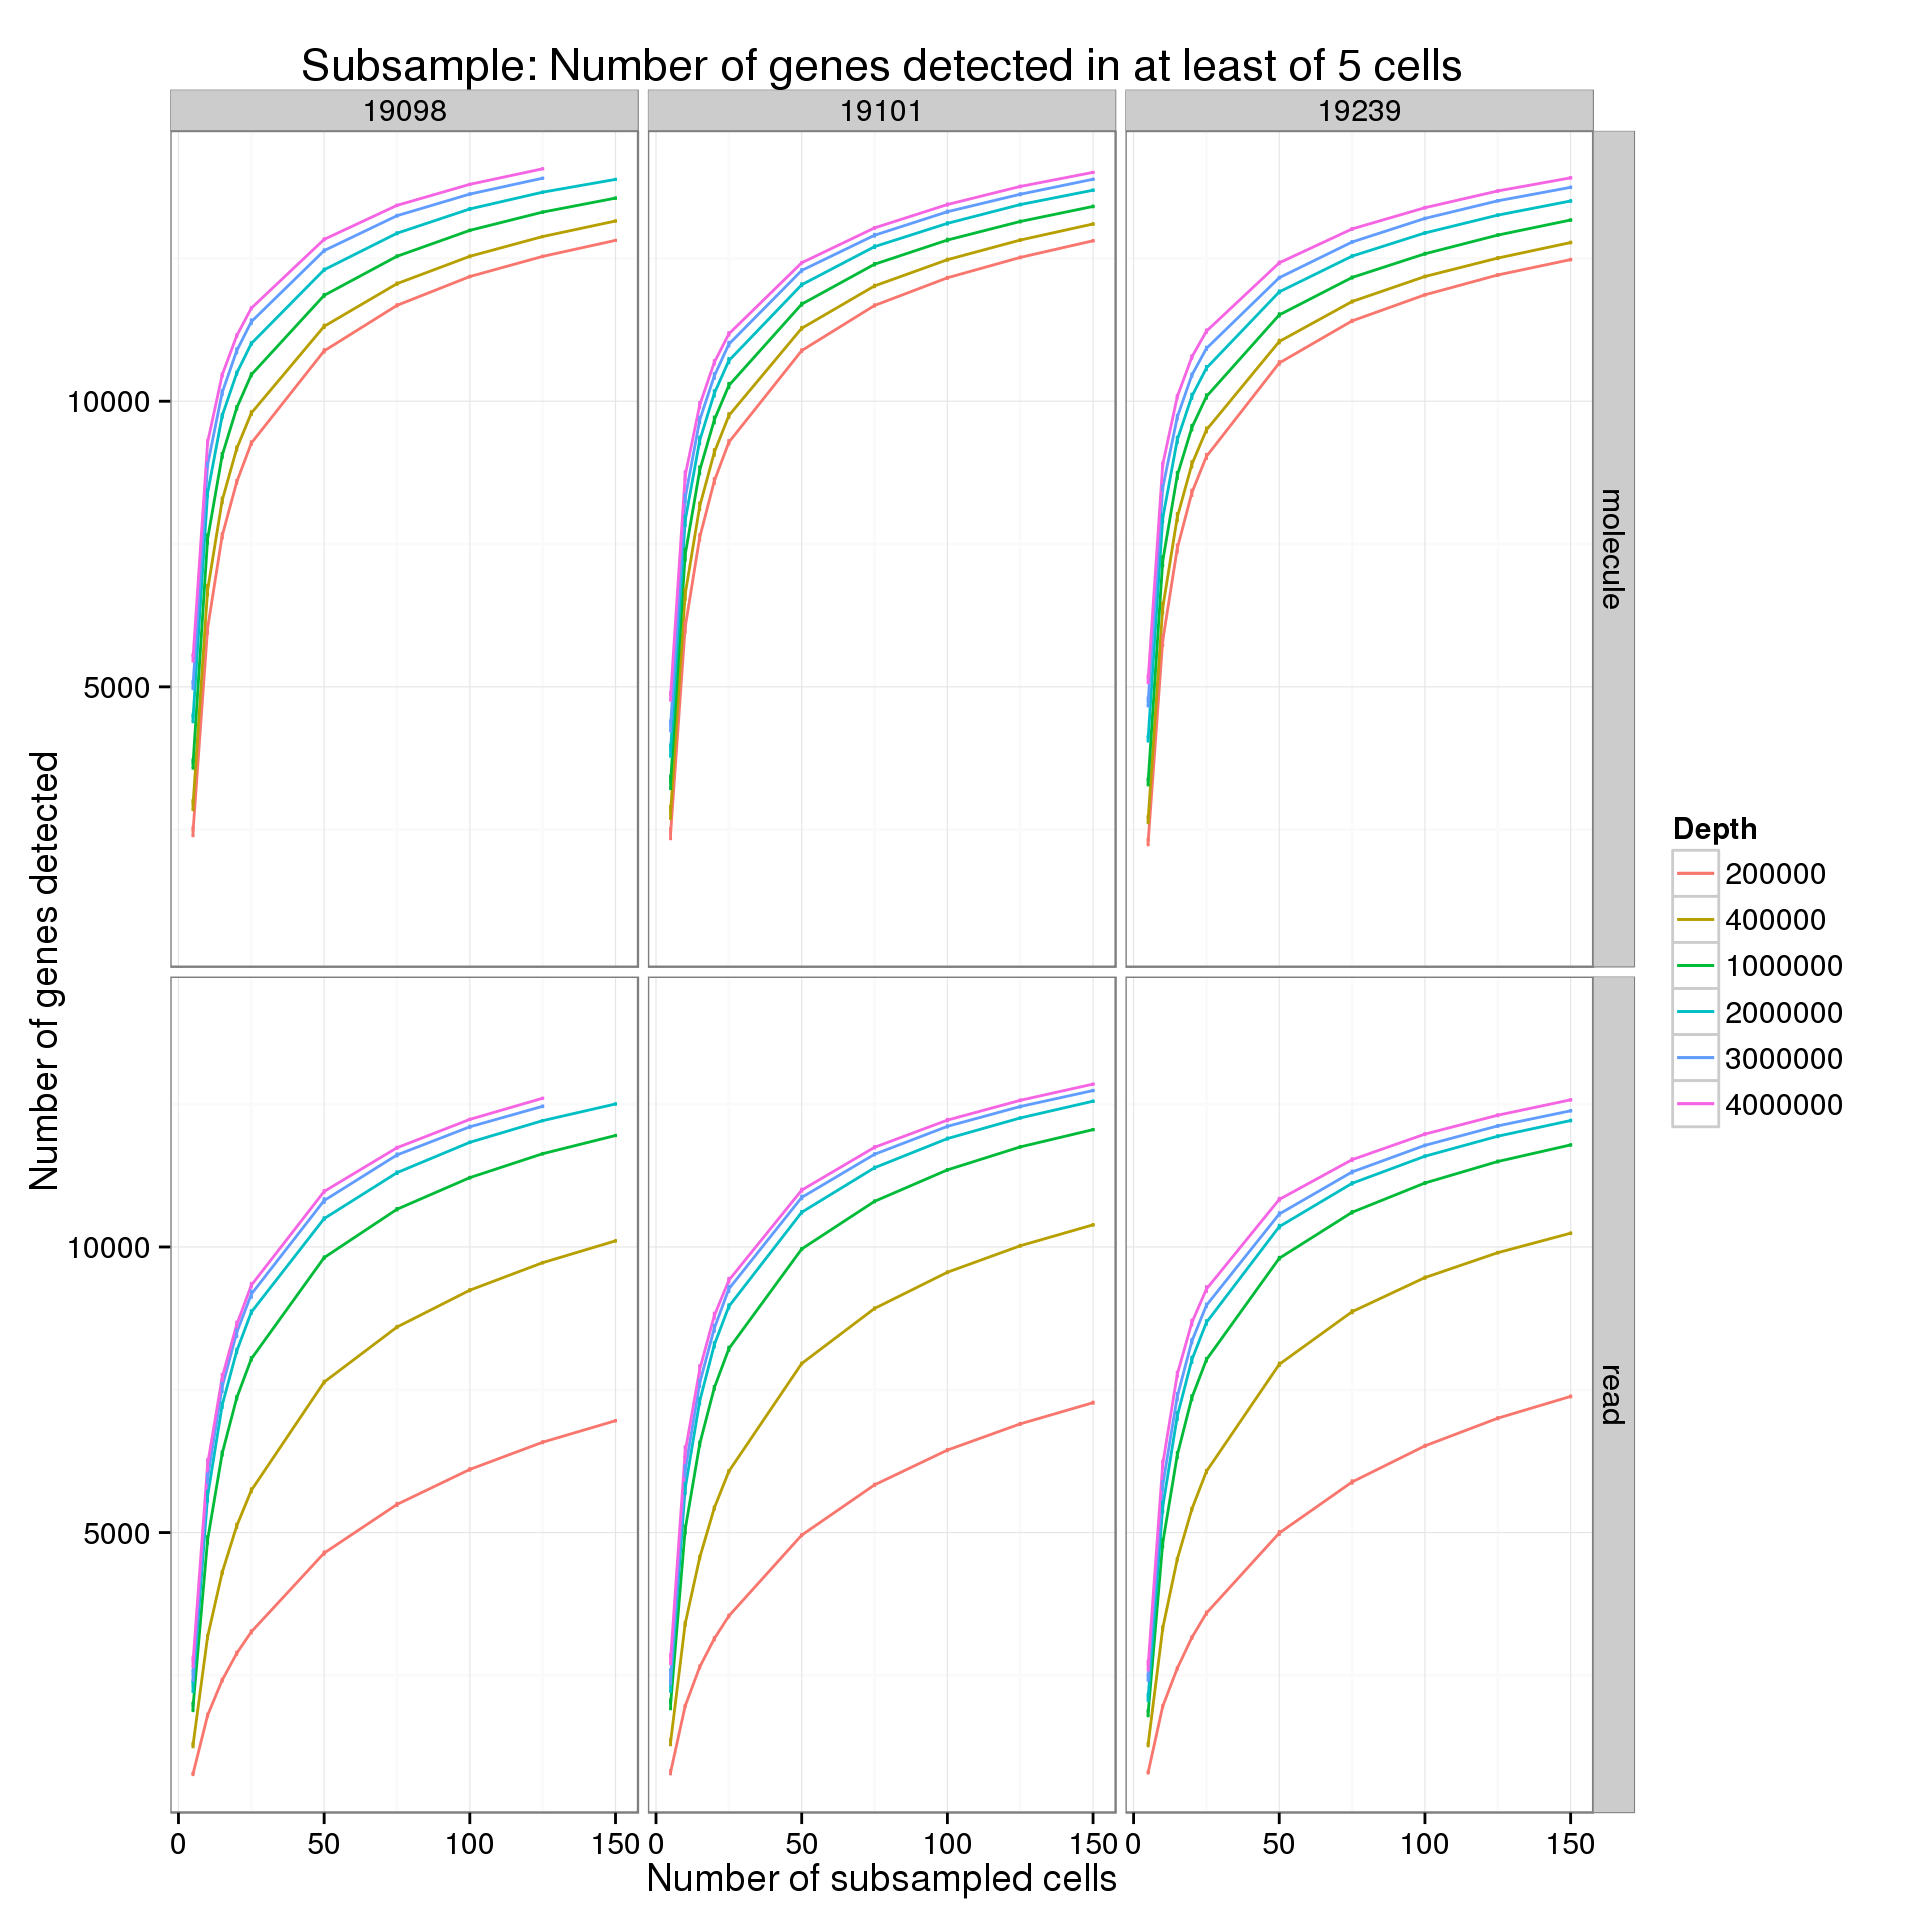 Subsample: Number of genes detected in at least of 5 cells
19098 19101 19239
10000
5000
molecule
10000
5000
read
Number of genes detected
0 50 100 150 0 50 100 150 0 50 100 150
Number of subsampled cells
Depth
200000
400000
1000000
2000000
3000000
4000000